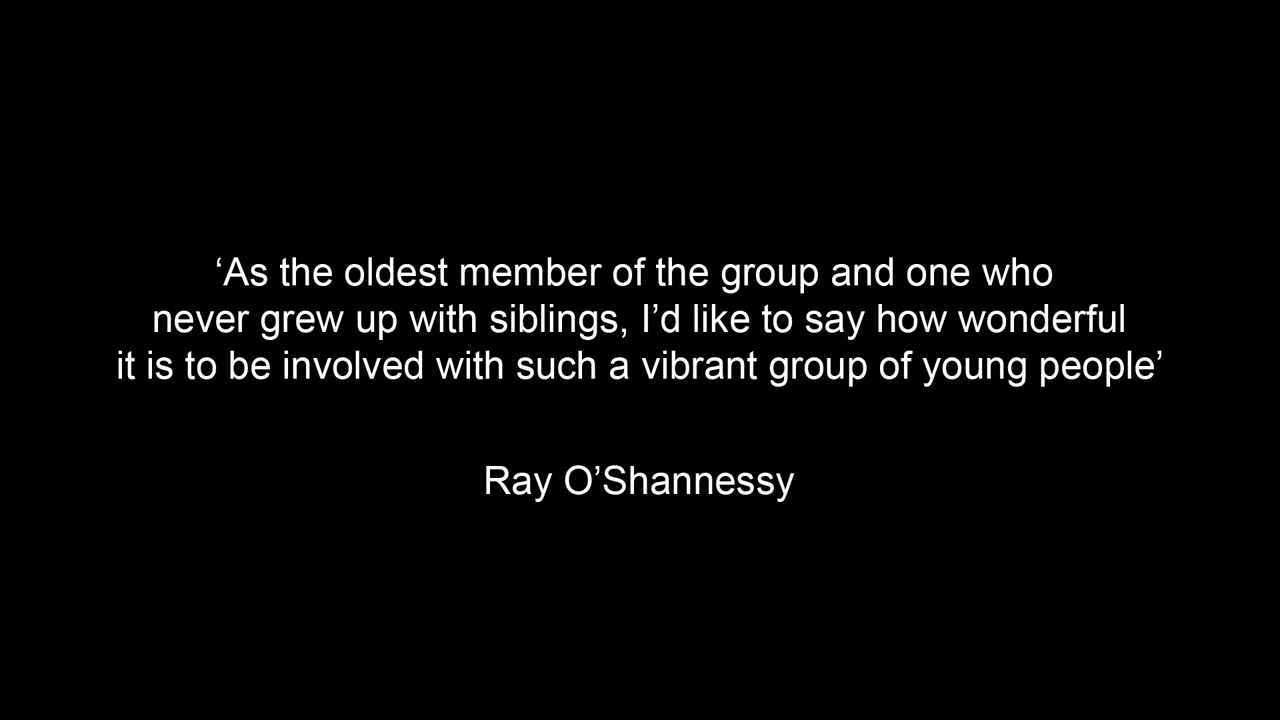 ‘As the oldest member of the group and one who
never grew up with siblings, I’d like to say how wonderful
it is to be involved with such a vibrant group of young people’
Ray O’Shannessy